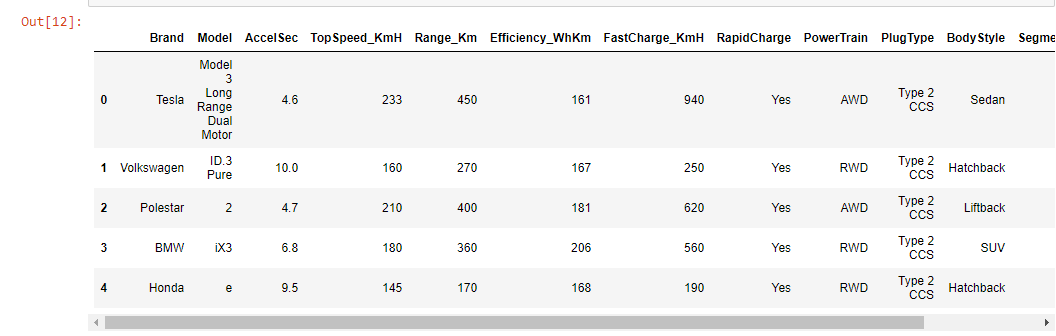 Out[12]:
Brand Model AccelSec TopSpeed_KmH Range_Km Efficiency_WhKm FastCharge_KmH RapidCharge PowerTrain PlugType BodyStyle Segme
0 Tesla Model 3 Long Range Dual Motor 4.6 233 450 161 940 Yes AWD Type 2 CCS Sedan
1 Volkswagen ID.3 Pure 10.0 160 270 167 250 Yes RWD Type 2 CCS Hatchback
2 Polestar 2 4.7 210 400 181 620 Yes AWD Type 2 CCS Liftback
3 BMW iX3 6.8 180 360 206 560 Yes RWD Type 2 CCS SUV
4 Honda e 9.5 145 170 168 190 Yes RWD Type 2 CCS Hatchback